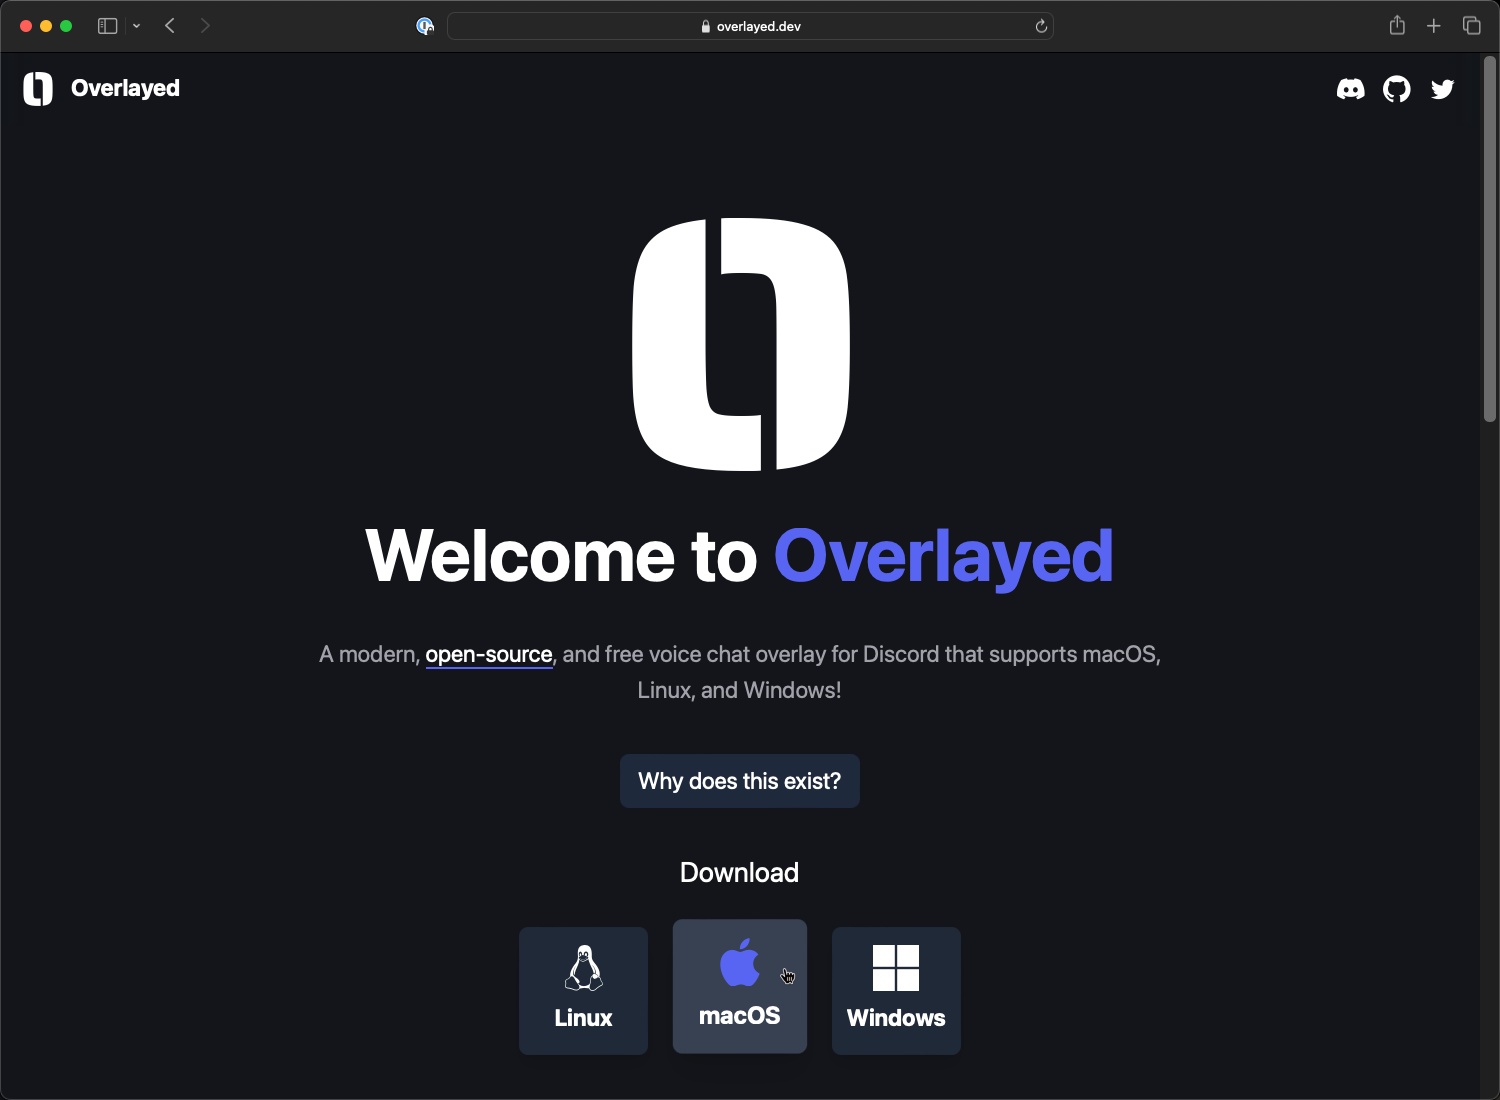 overlayed.dev
Overlayed
Welcome to Overlayed
A modern, open-source, and free voice chat overlay for Discord that supports macOS,
Linux, and Windows!
Why does this exist?
Download
Linux
macOS
Windows